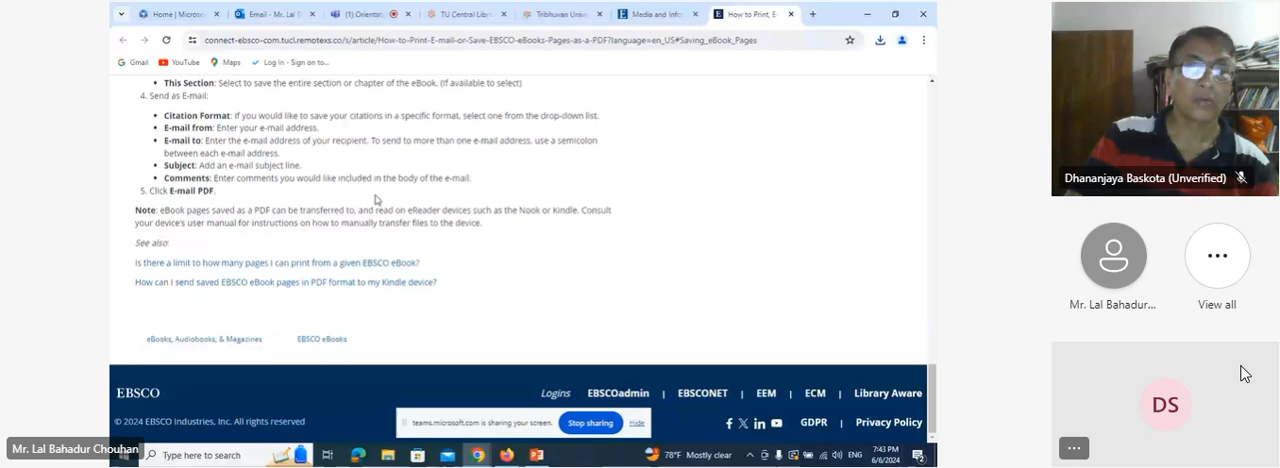 Home | Micros
Email - Mr. Lal B
(1) Orientat
TU Central Libr
Tribhuvan Univ
Media and Info
How to Print, E
connect-ebsco-com.tucl.remotexs.co/s/article/How-to-Print-E-mail-or-Save-EBSCO-eBooks-Pages-as-a-PDF?language=en_US#Saving_eBook_Pages
Gmail YouTube Maps Log In - Sign on to...
• This Section: Select to save the entire section or chapter of the eBook. (If available to select)
4. Send as E-mail:
• Citation Format: If you would like to save your citations in a specific format, select one from the drop-down list.
• E-mail from: Enter your e-mail address.
• E-mail to: Enter the e-mail address of your recipient. To send to more than one e-mail address, use a semicolon
between each e-mail address.
• Subject: Add an e-mail subject line.
• Comments: Enter comments you would like included in the body of the e-mail.
5. Click E-mail PDF.
Note: eBook pages saved as a PDF can be transferred to, and read on eReader devices such as the Nook or Kindle. Consult
your device's user manual for instructions on how to manually transfer files to the device.
See also:
Is there a limit to how many pages I can print from a given EBSCO eBook?
How can I send saved EBSCO eBook pages in PDF format to my Kindle device?
eBooks, Audiobooks, & Magazines EBSCO eBooks
EBSCO
Logins EBSCOadmin | EBSCONET | EEM | ECM | Library Aware
© 2024 EBSCO Industries, Inc. All rights reserved
teams.microsoft.com is sharing your screen. Stop sharing Hide
GDPR | Privacy Policy
Type here to search
78°F Mostly clear
7:43 PM
6/6/2024
2
Mr. Lal Bahadur Chouhan
Dhananjaya Baskota (Unverified)
Mr. Lal Bahadur...
View all
DS